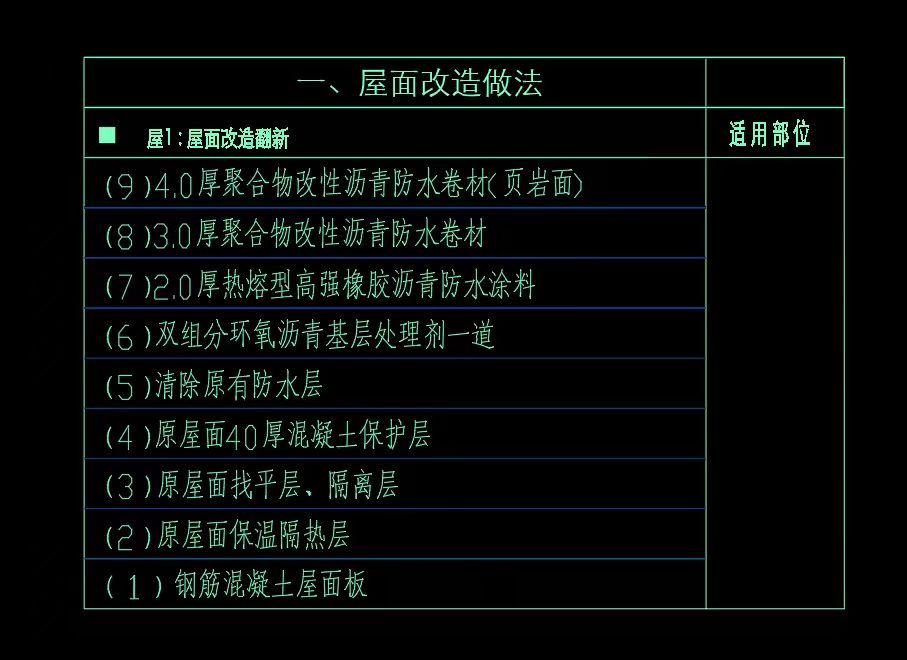 一、屋面改造做法
■ 屋1:屋面改造翻新
适用部位
(9)4.0厚聚合物改性沥青防水卷材(页岩面)
(8)3.0厚聚合物改性沥青防水卷材
(7)2.0厚热熔型高强橡胶沥青防水涂料
(6)双组分环氧沥青基层处理剂一道
(5)清除原有防水层
(4)原屋面40厚混凝土保护层
(3)原屋面找平层、隔离层
(2)原屋面保温隔热层
(1)钢筋混凝土屋面板